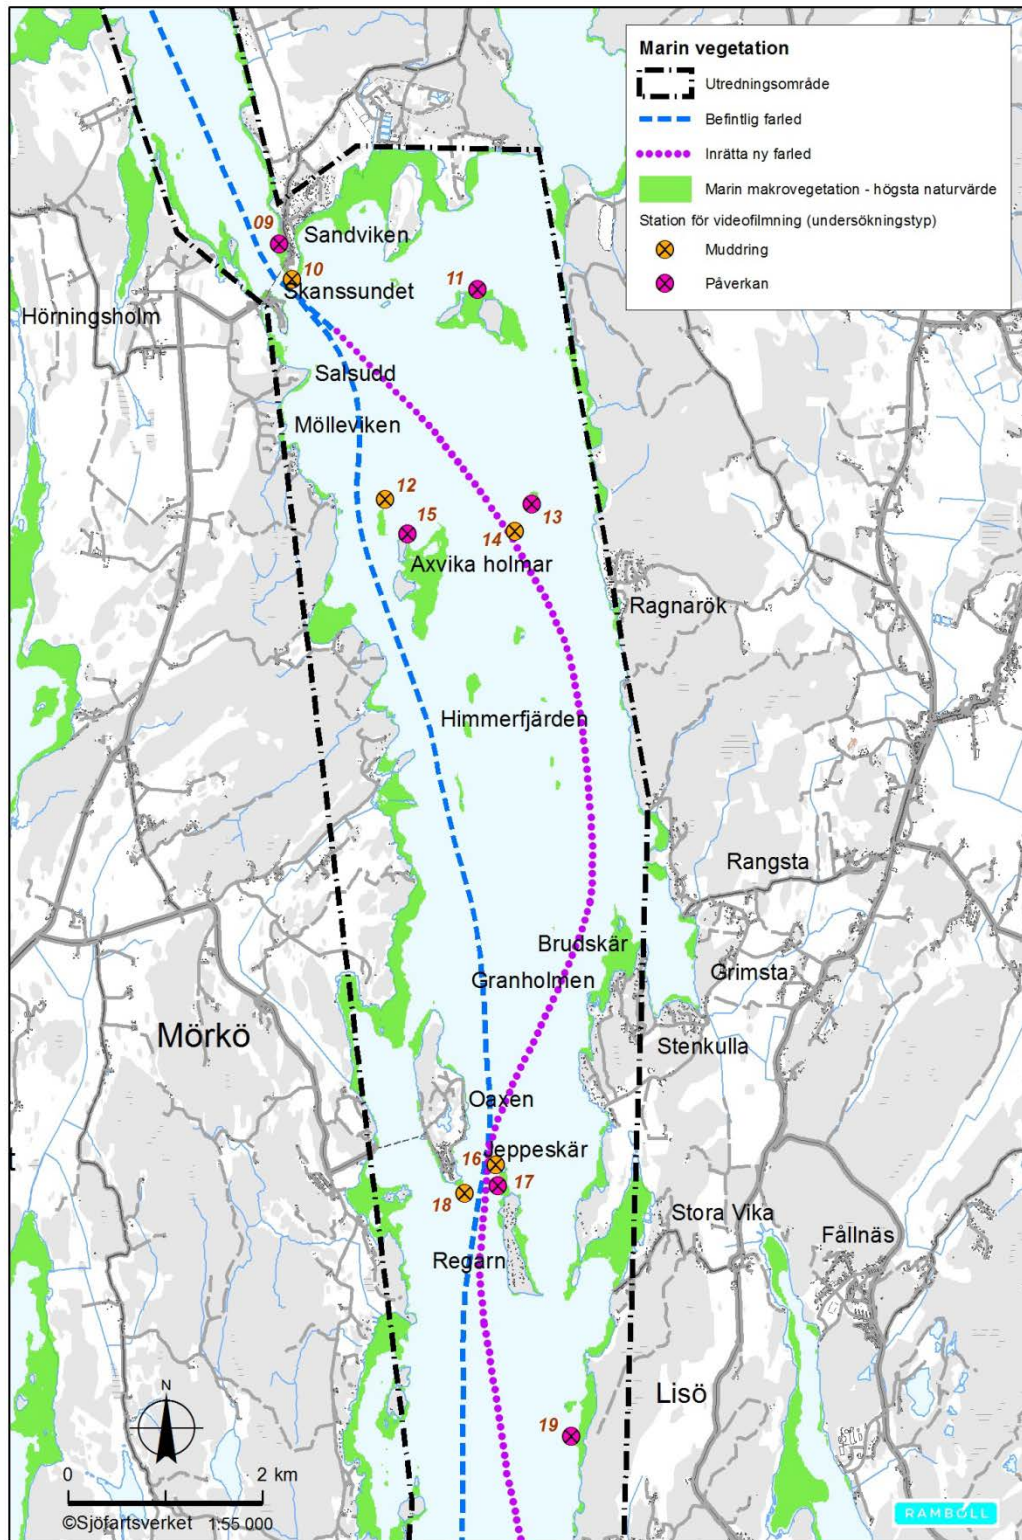 Marin vegetation
Utredningsområde
Befintlig farled
Inrätta ny farled
Marin makrovegetation - högsta naturvärde
Station för videofilmning (undersökningstyp)
Muddring
Påverkan
09
Sandviken
10
Skanssundet
11
Hörningsholm
Salsudd
Mölleviken
12
13
15
14
Axvika holmar
Ragnarök
Himmerfjärden
Rangsta
Brudskär
Grimsta
Granholmen
Mörkö
Stenkulla
Oaxen
Jeppeskär
16
17
18
Stora Vika
Fållnäs
Regarn
Lisö
19
N
0 2 km
©Sjöfartsverket 1:55 000
RAMBOLL